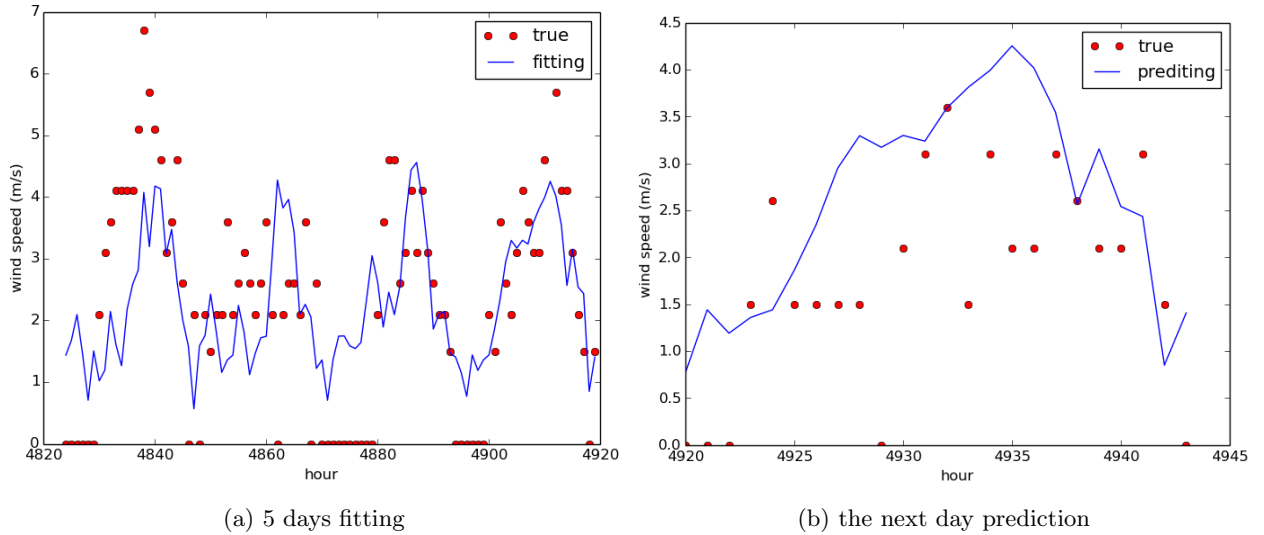 7
6
5
4
3
2
1
0
wind speed (m/s)
true
fitting
4820 4840 4860 4880 4900 4920
hour
(a) 5 days fitting
4.5
4.0
3.5
3.0
2.5
2.0
1.5
1.0
0.5
0.0
wind speed (m/s)
true
prediting
4920 4925 4930 4935 4940 4945
hour
(b) the next day prediction